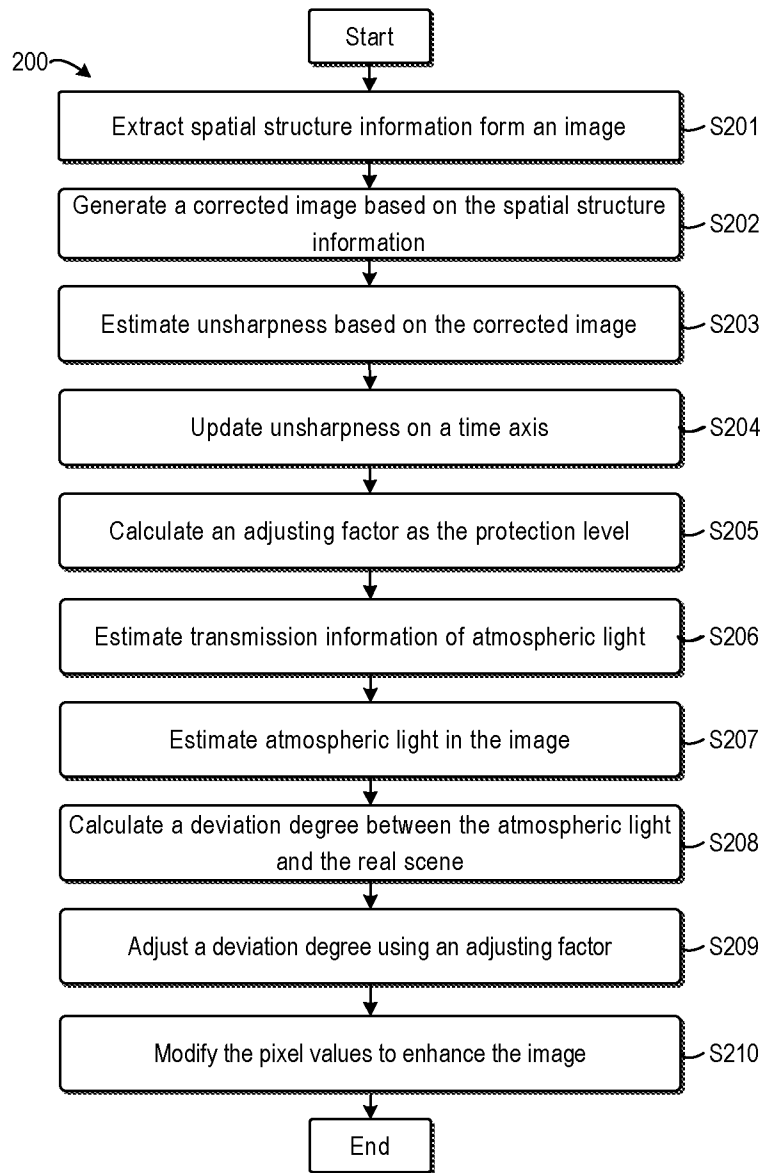 Start
200
Extract spatial structure information form an image
S201
Generate a corrected image based on the spatial structure
information
S202
Estimate unsharpness based on the corrected image
S203
Update unsharpness on a time axis
S204
Calculate an adjusting factor as the protection level
S205
Estimate transmission information of atmospheric light
S206
Estimate atmospheric light in the image
S207
Calculate a deviation degree between the atmospheric light
and the real scene
S208
Adjust a deviation degree using an adjusting factor
S209
Modify the pixel values to enhance the image
S210
End